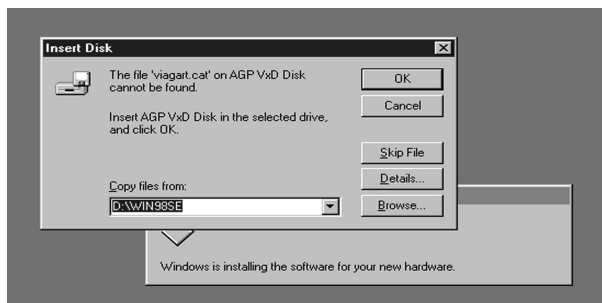 Insert Disk
The file 'viagart.cat' on AGP VxD Disk
cannot be found.
Insert AGP VxD Disk in the selected drive,
and click OK.
Copy files from:
D:\WIN98SE
OK
Cancel
Skip File
Details...
Browse...
Windows is installing the software for your new hardware.